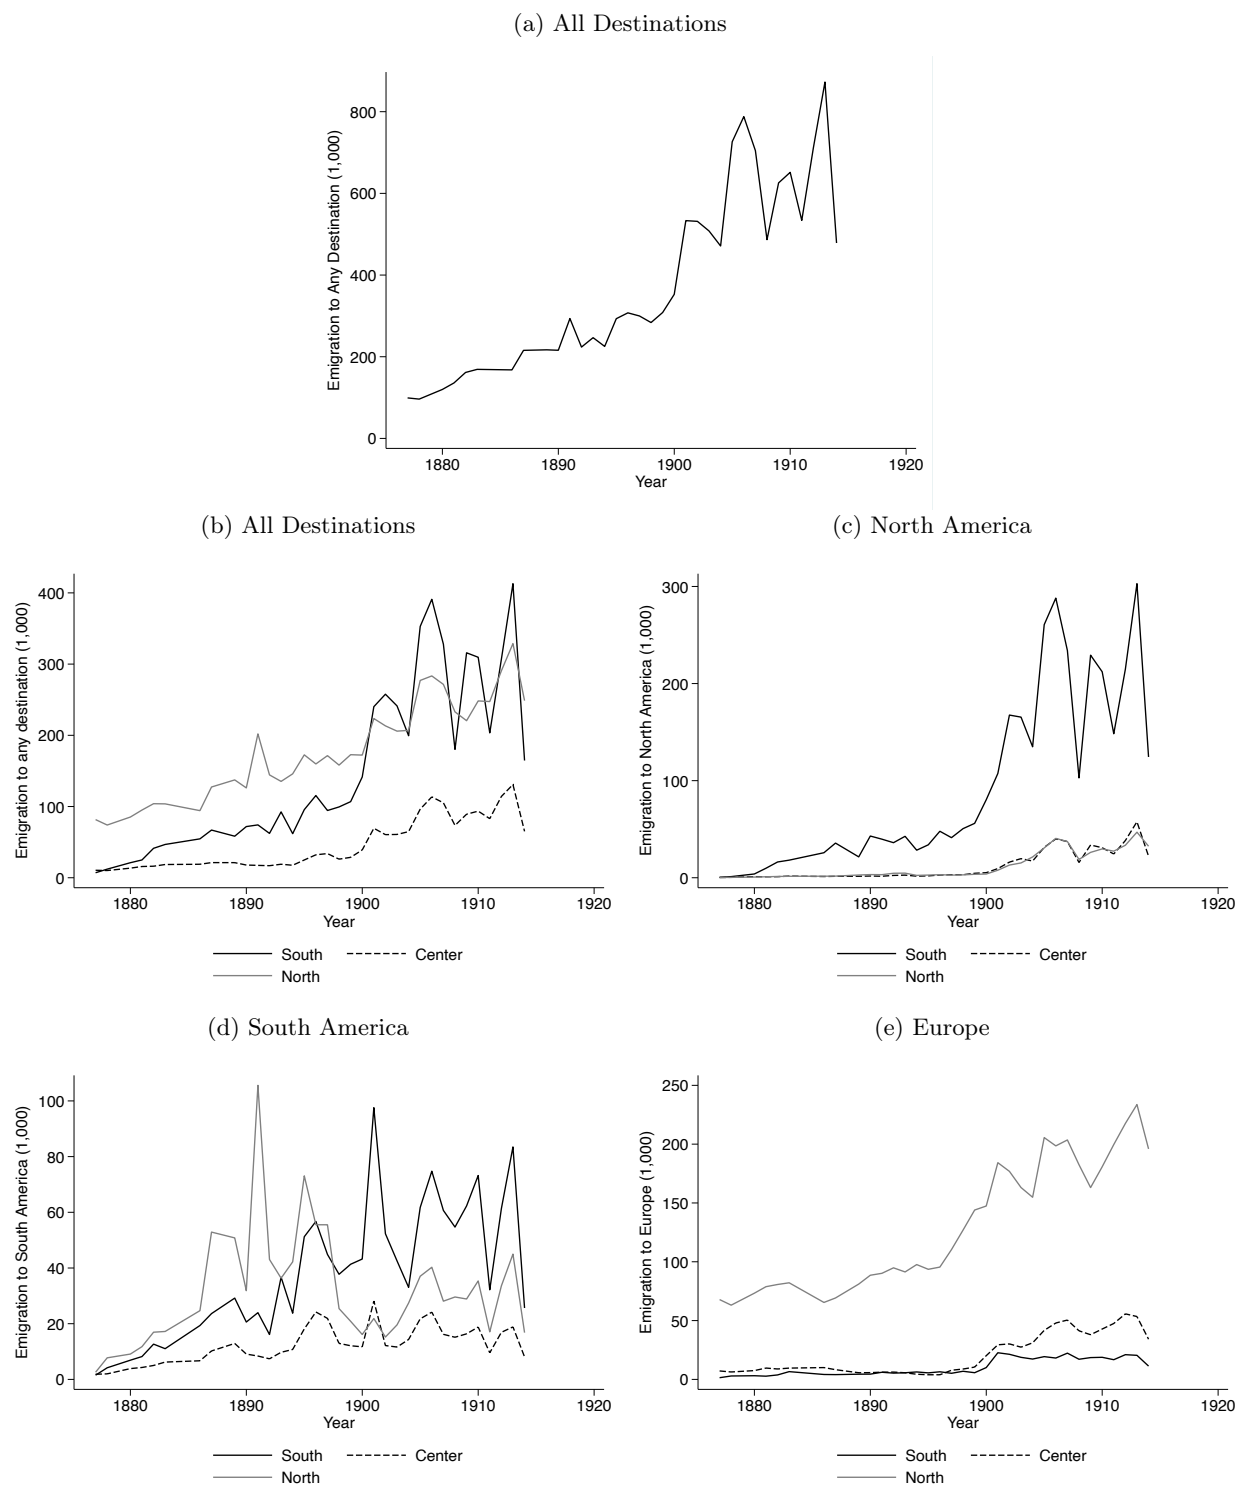 (a) All Destinations
Emigration to Any Destination (1,000)
800
600
400
200
0
1880 1890 1900 1910 1920
Year
(b) All Destinations
Emigration to any destination (1,000)
400
300
200
100
0
1880 1890 1900 1910 1920
Year
South Center
North
(c) North America
Emigration to North America (1,000)
300
200
100
0
1880 1890 1900 1910 1920
Year
South Center
North
(d) South America
Emigration to South America (1,000)
100
80
60
40
20
0
1880 1890 1900 1910 1920
Year
South Center
North
(e) Europe
Emigration to Europe (1,000)
250
200
150
100
50
0
1880 1890 1900 1910 1920
Year
South Center
North